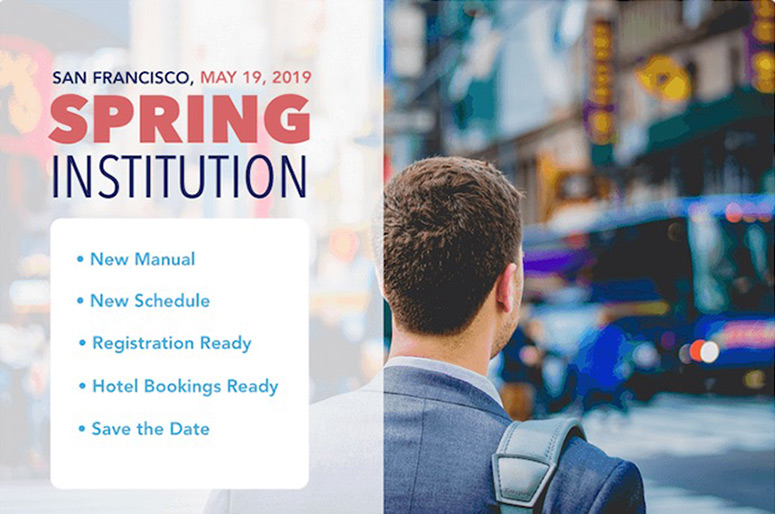 SAN FRANCISCO, MAY 19, 2019
SPRING
INSTITUTION
• New Manual
• New Schedule
• Registration Ready
• Hotel Bookings Ready
• Save the Date